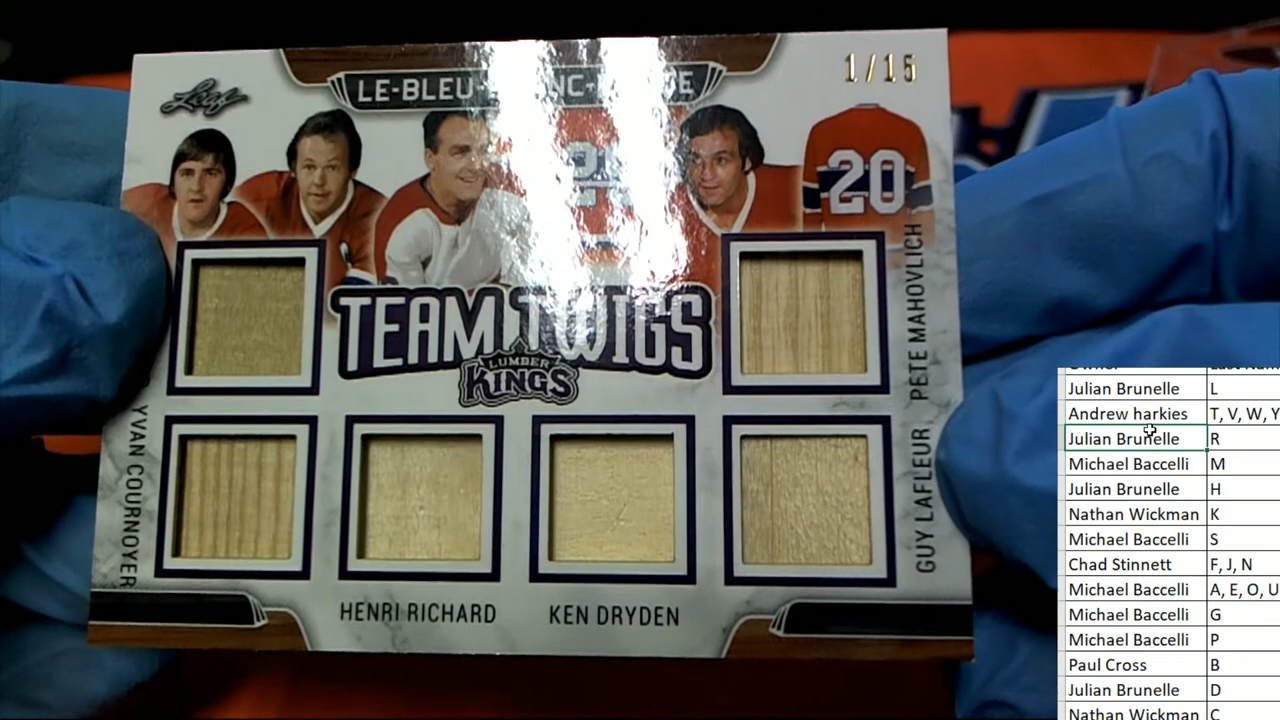 Leaf
LE-BLEU-
1/15
20
TEAM TWIGS
LUMBER
KINGS
YVAN COURNOYER
HENRI RICHARD
KEN DRYDEN
GUY LAFLEUR
PETE MAHOVLICH
Julian Brunelle L
Andrew harkies T, V, W, Y
Julian Brunelle R
Michael Baccelli M
Julian Brunelle H
Nathan Wickman K
Michael Baccelli S
Chad Stinnett F, J, N
Michael Baccelli A, E, O, U
Michael Baccelli G
Michael Baccelli P
Paul Cross B
Julian Brunelle D
Nathan Wickman C